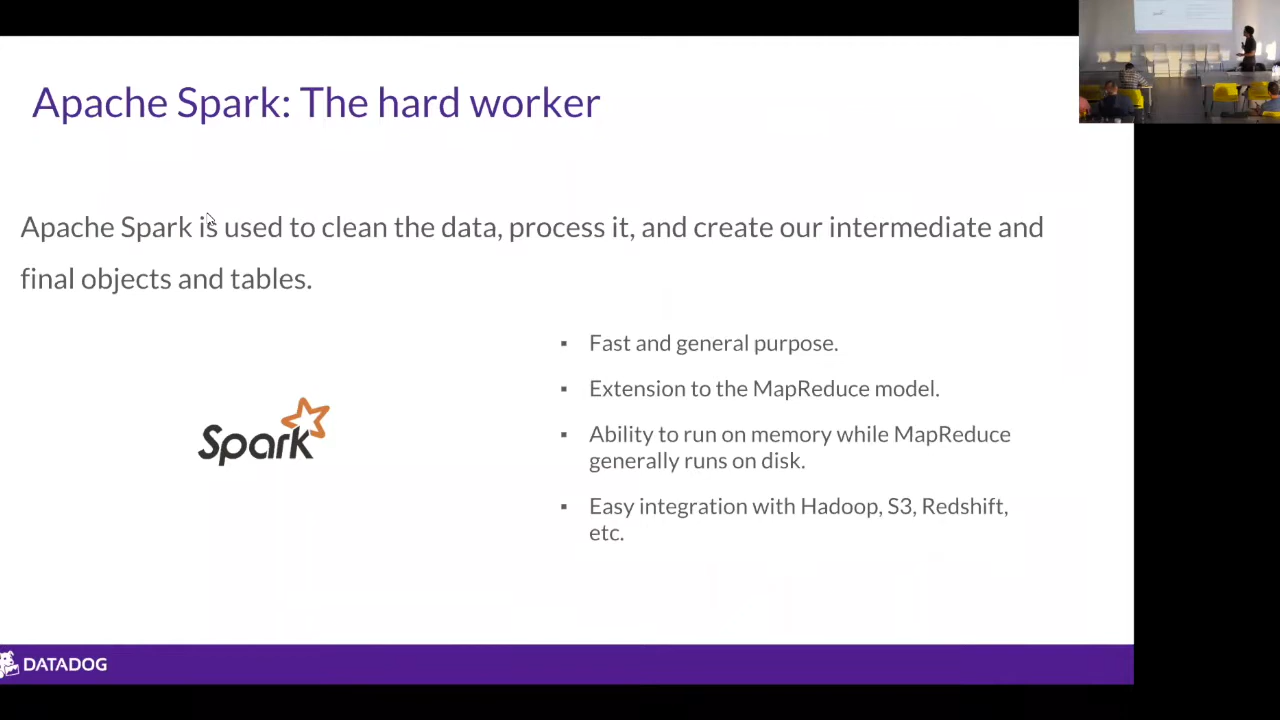 Apache Spark: The hard worker
Apache Spark is used to clean the data, process it, and create our intermediate and
final objects and tables.
Spark
▪ Fast and general purpose.
▪ Extension to the MapReduce model.
▪ Ability to run on memory while MapReduce
generally runs on disk.
▪ Easy integration with Hadoop, S3, Redshift,
etc.
DATADOG